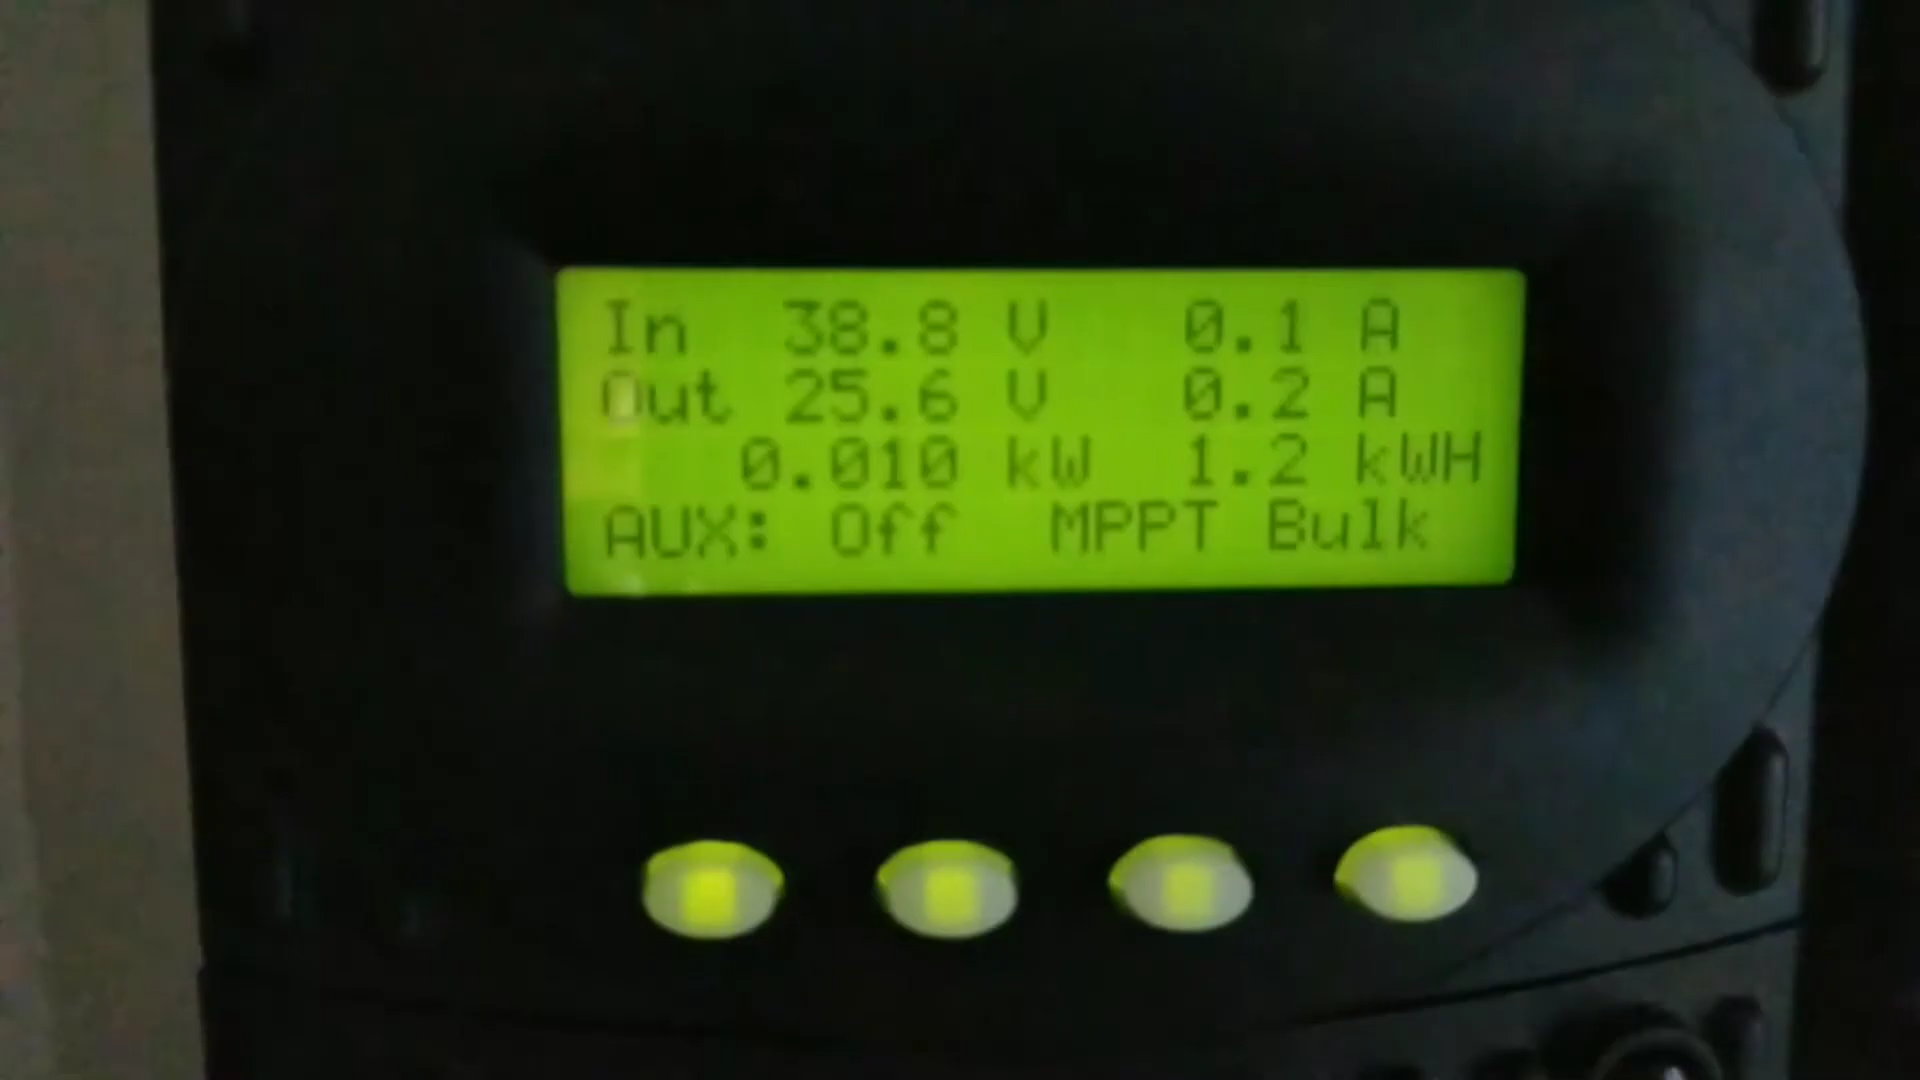 In 38.8 V 0.1 A
Out 25.6 V 0.2 A
0.010 kW 1.2 kWH
AUX: Off MPPT Bulk